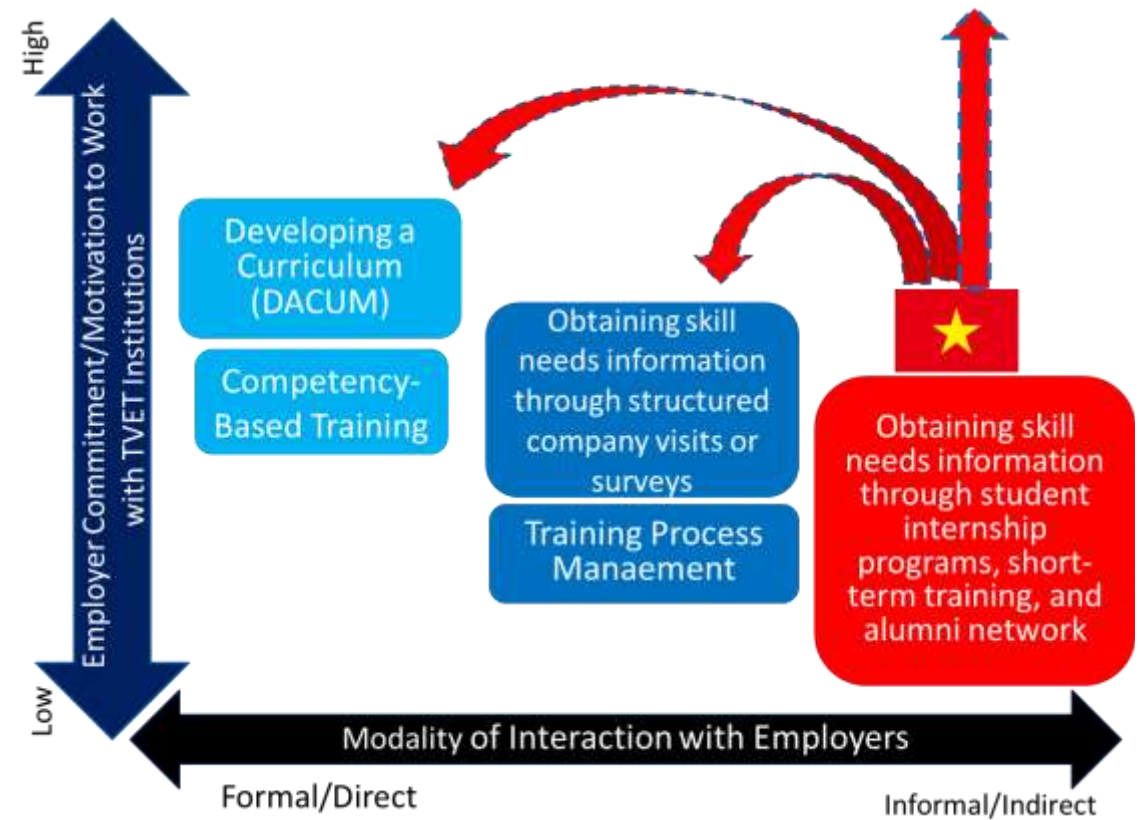 High
Employer Commitment/Motivation to Work
with TVET Institutions
Low
Developing a
Curriculum
(DACUM)
Competency-
Based Training
Obtaining skill
needs information
through structured
company visits or
surveys
Training Process
Manaement
Obtaining skill
needs information
through student
internship
programs, short-
term training, and
alumni network
Modality of Interaction with Employers
Formal/Direct
Informal/Indirect